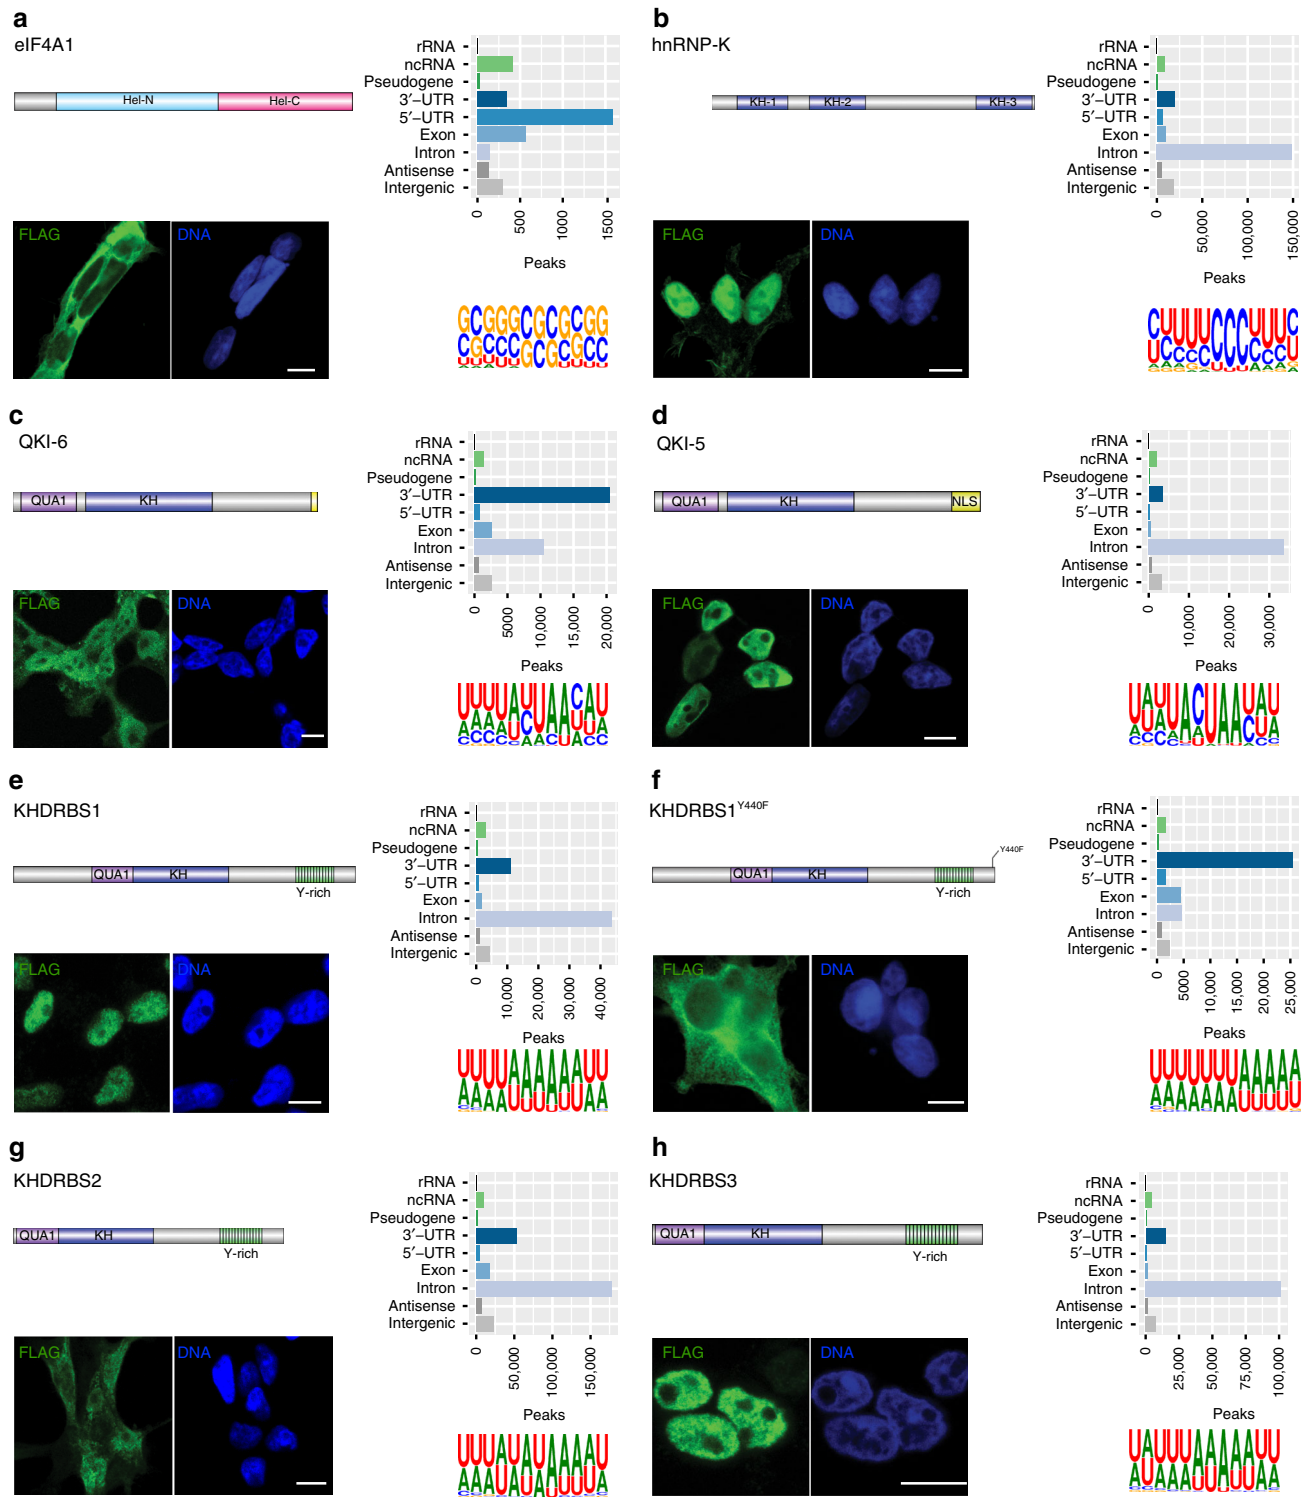 a
eIF4A1
Hel-N Hel-C
rRNA
ncRNA
Pseudogene
3′–UTR
5′–UTR
Exon
Intron
Antisense
Intergenic
0 500 1000 1500
Peaks
FLAG DNA
GCGGGCGCGCGG
CGCCCGCGCGCC
b
hnRNP-K
KH-1 KH-2 KH-3
rRNA
ncRNA
Pseudogene
3′–UTR
5′–UTR
Exon
Intron
Antisense
Intergenic
0 50,000 100,000 150,000
Peaks
FLAG DNA
CUUUUCCCUUUC
c
QKI-6
QUA1 KH
rRNA
ncRNA
Pseudogene
3′–UTR
5′–UTR
Exon
Intron
Antisense
Intergenic
0 5000 10,000 15,000 20,000
Peaks
FLAG DNA
UUUUAUUAACAU
d
QKI-5
QUA1 KH NLS
rRNA
ncRNA
Pseudogene
3′–UTR
5′–UTR
Exon
Intron
Antisense
Intergenic
0 10,000 20,000 30,000
Peaks
FLAG DNA
UAUUACUAAUAU
e
KHDRBS1
QUA1 KH
Y-rich
rRNA
ncRNA
Pseudogene
3′–UTR
5′–UTR
Exon
Intron
Antisense
Intergenic
0 10,000 20,000 30,000 40,000
Peaks
FLAG DNA
UUUUAAAAAAUU
AAAAUUUUUUAA
f
KHDRBS1Y440F
Y440F
QUA1 KH
Y-rich
rRNA
ncRNA
Pseudogene
3′–UTR
5′–UTR
Exon
Intron
Antisense
Intergenic
0 5000 10,000 15,000 20,000 25,000
Peaks
FLAG DNA
UUUUUUUAAAAA
AAAAAAAUUUUU
g
KHDRBS2
QUA1 KH
Y-rich
rRNA
ncRNA
Pseudogene
3′–UTR
5′–UTR
Exon
Intron
Antisense
Intergenic
0 50,000 100,000 150,000
Peaks
FLAG DNA
UUUAUAUAAAAU
h
KHDRBS3
QUA1 KH
Y-rich
rRNA
ncRNA
Pseudogene
3′–UTR
5′–UTR
Exon
Intron
Antisense
Intergenic
0 25,000 50,000 75,000 100,000
Peaks
FLAG DNA
UAUUUAAAAAUU